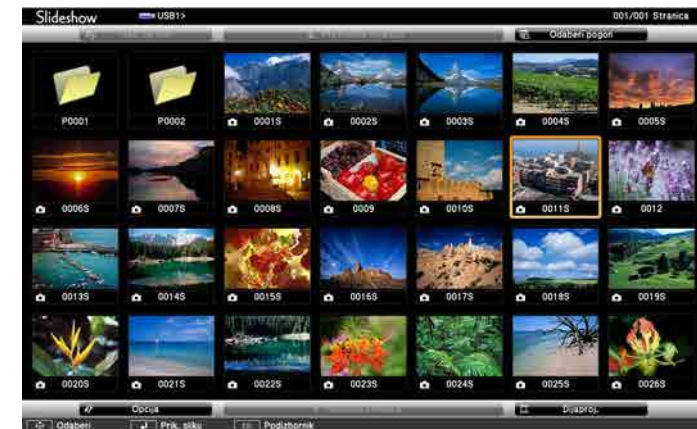 Slideshow USB1> 001/001 Stranica
Odaberi pogon
P0001 P0002 0001S 0002S 0003S 0004S 0005S
0006S 0007S 0008S 0009 0010S 0011S 0012
0013S 0014S 0015S 0016S 0017S 0018S 0019S
0020S 0021S 0022S 0023S 0024S 0025S 0026S
Opcija Dijaproj.
Odaberi Prik. sliku Podizbornik